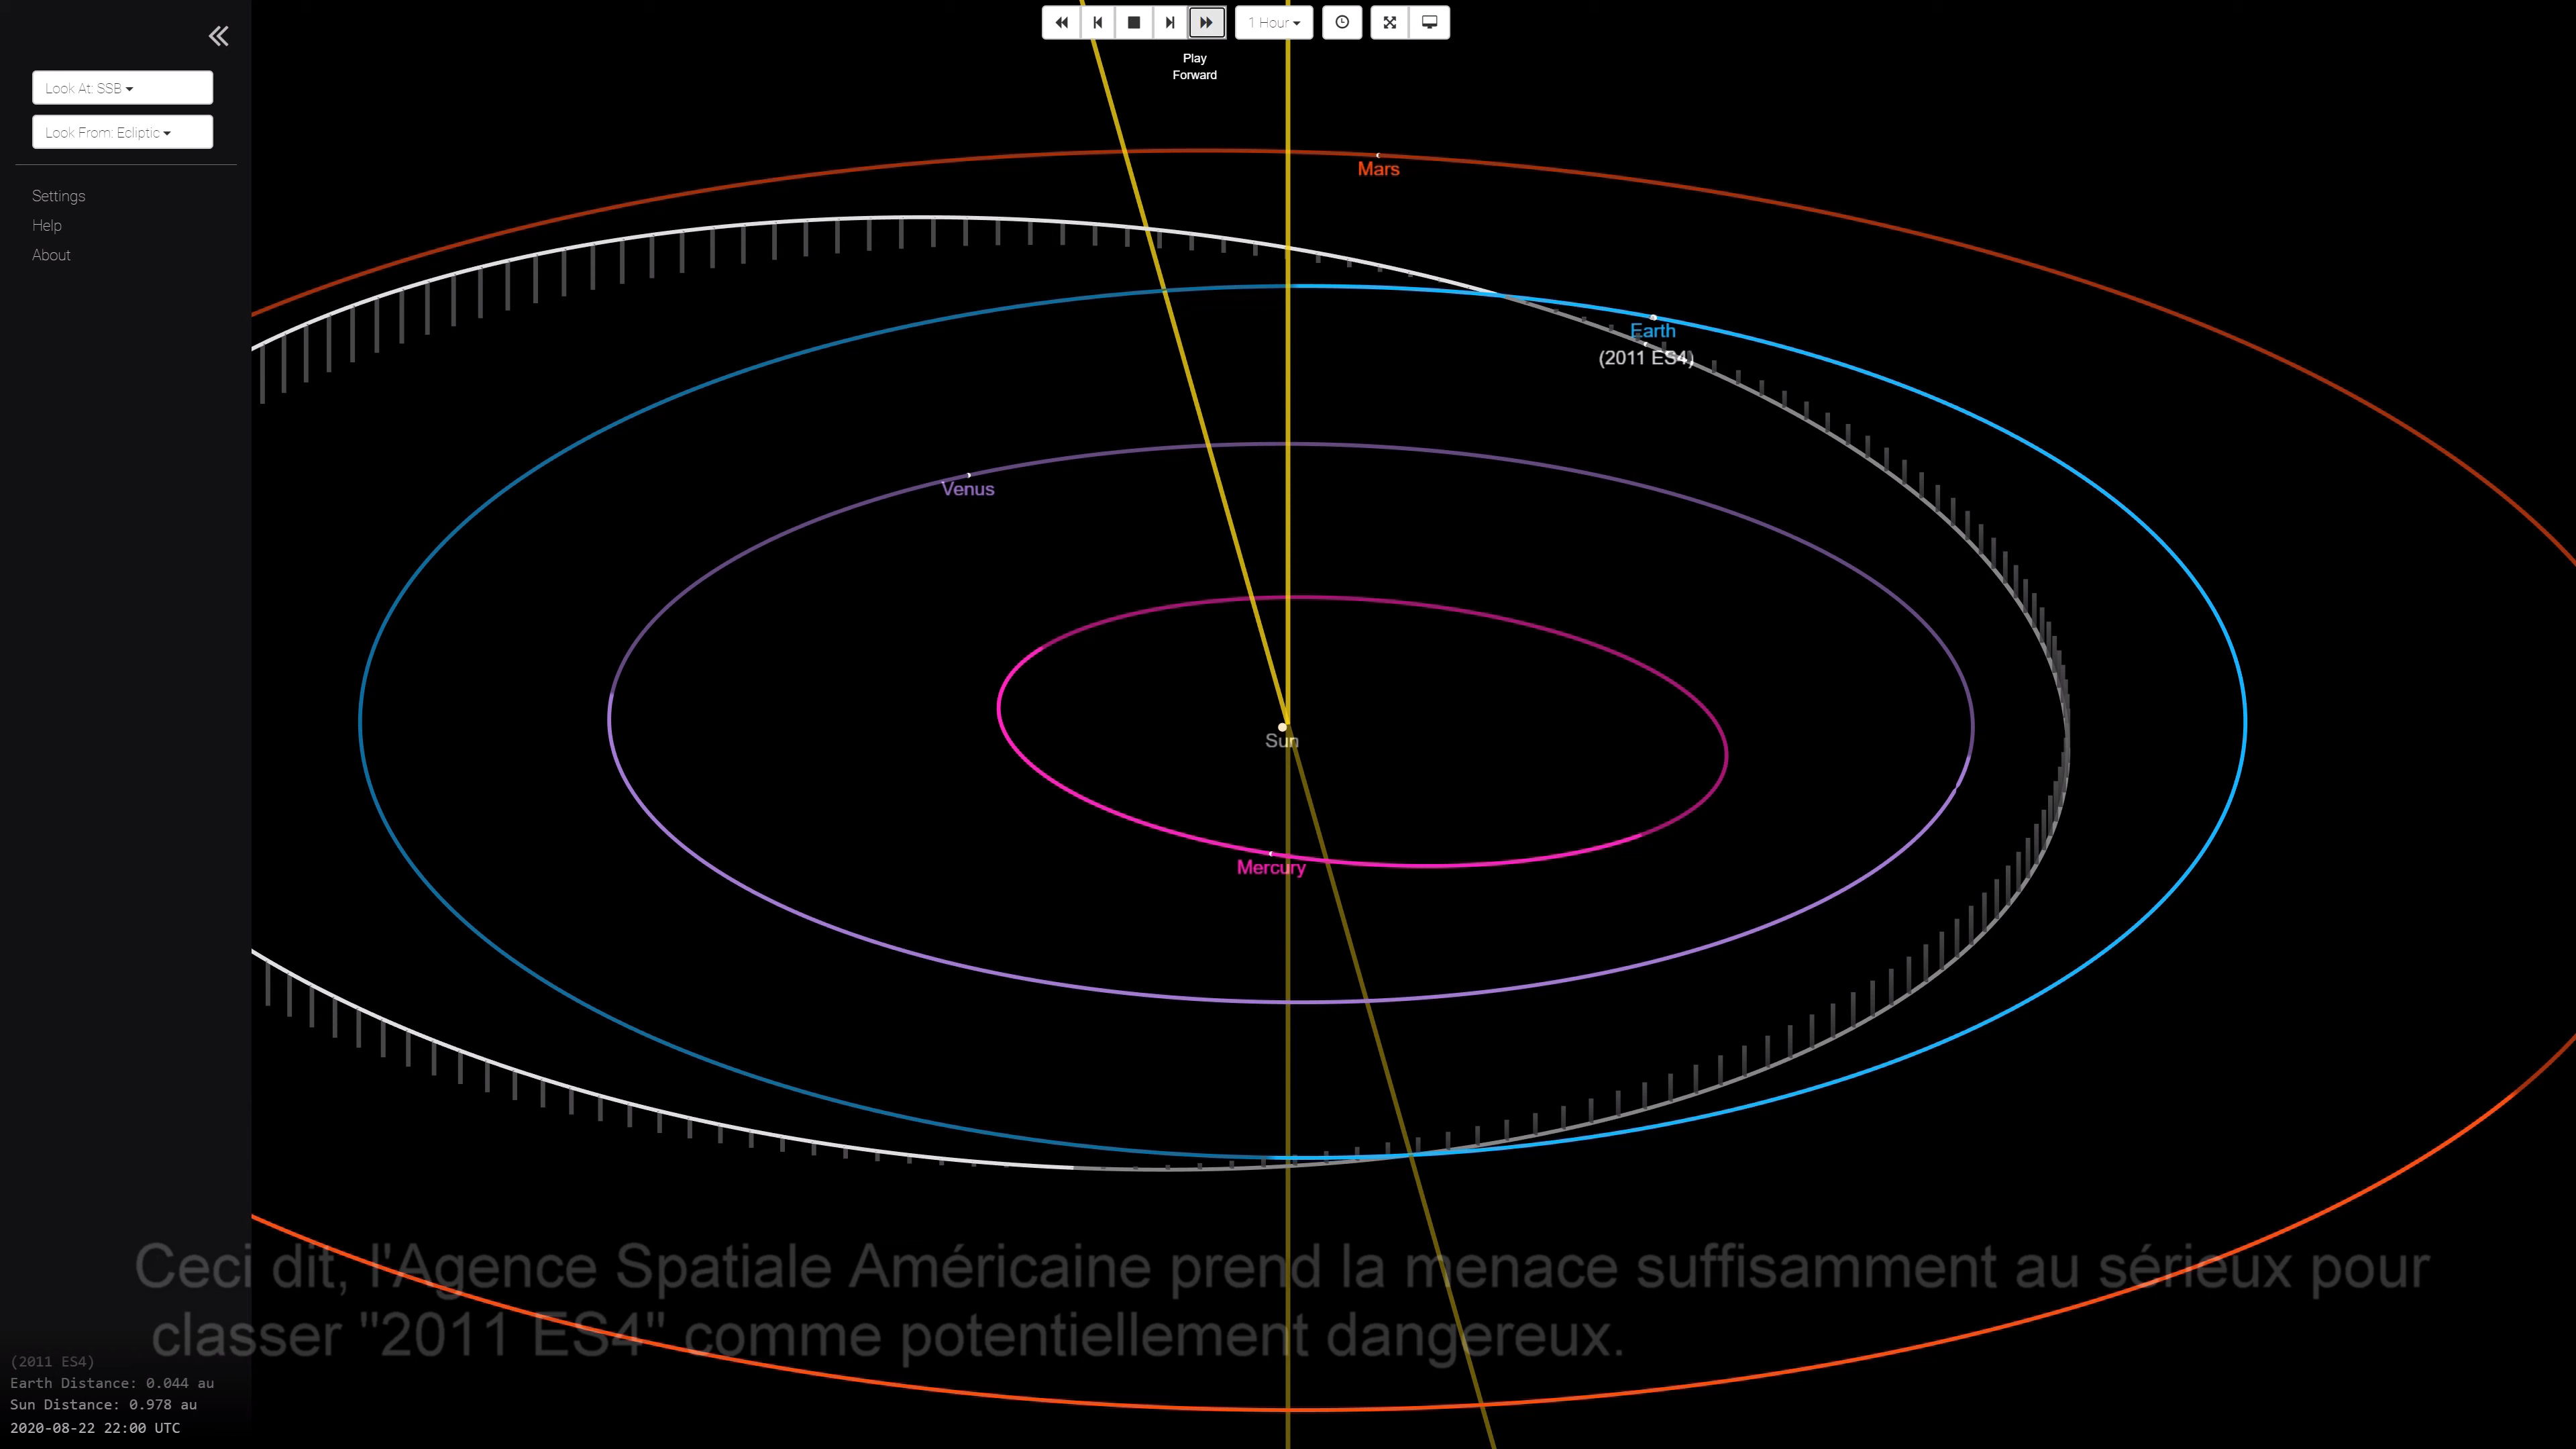 1 Hour
Play
Forward
Look At: SSB
Look From: Ecliptic
Settings
Help
About
Mars
Earth
(2011 ES4)
Venus
Sun
Mercury
Ceci dit, l'Agence Spatiale Américaine prend la menace suffisamment au sérieux pour
classer "2011 ES4" comme potentiellement dangereux.
(2011 ES4)
Earth Distance: 0.044 au
Sun Distance: 0.978 au
2020-08-22 22:00 UTC